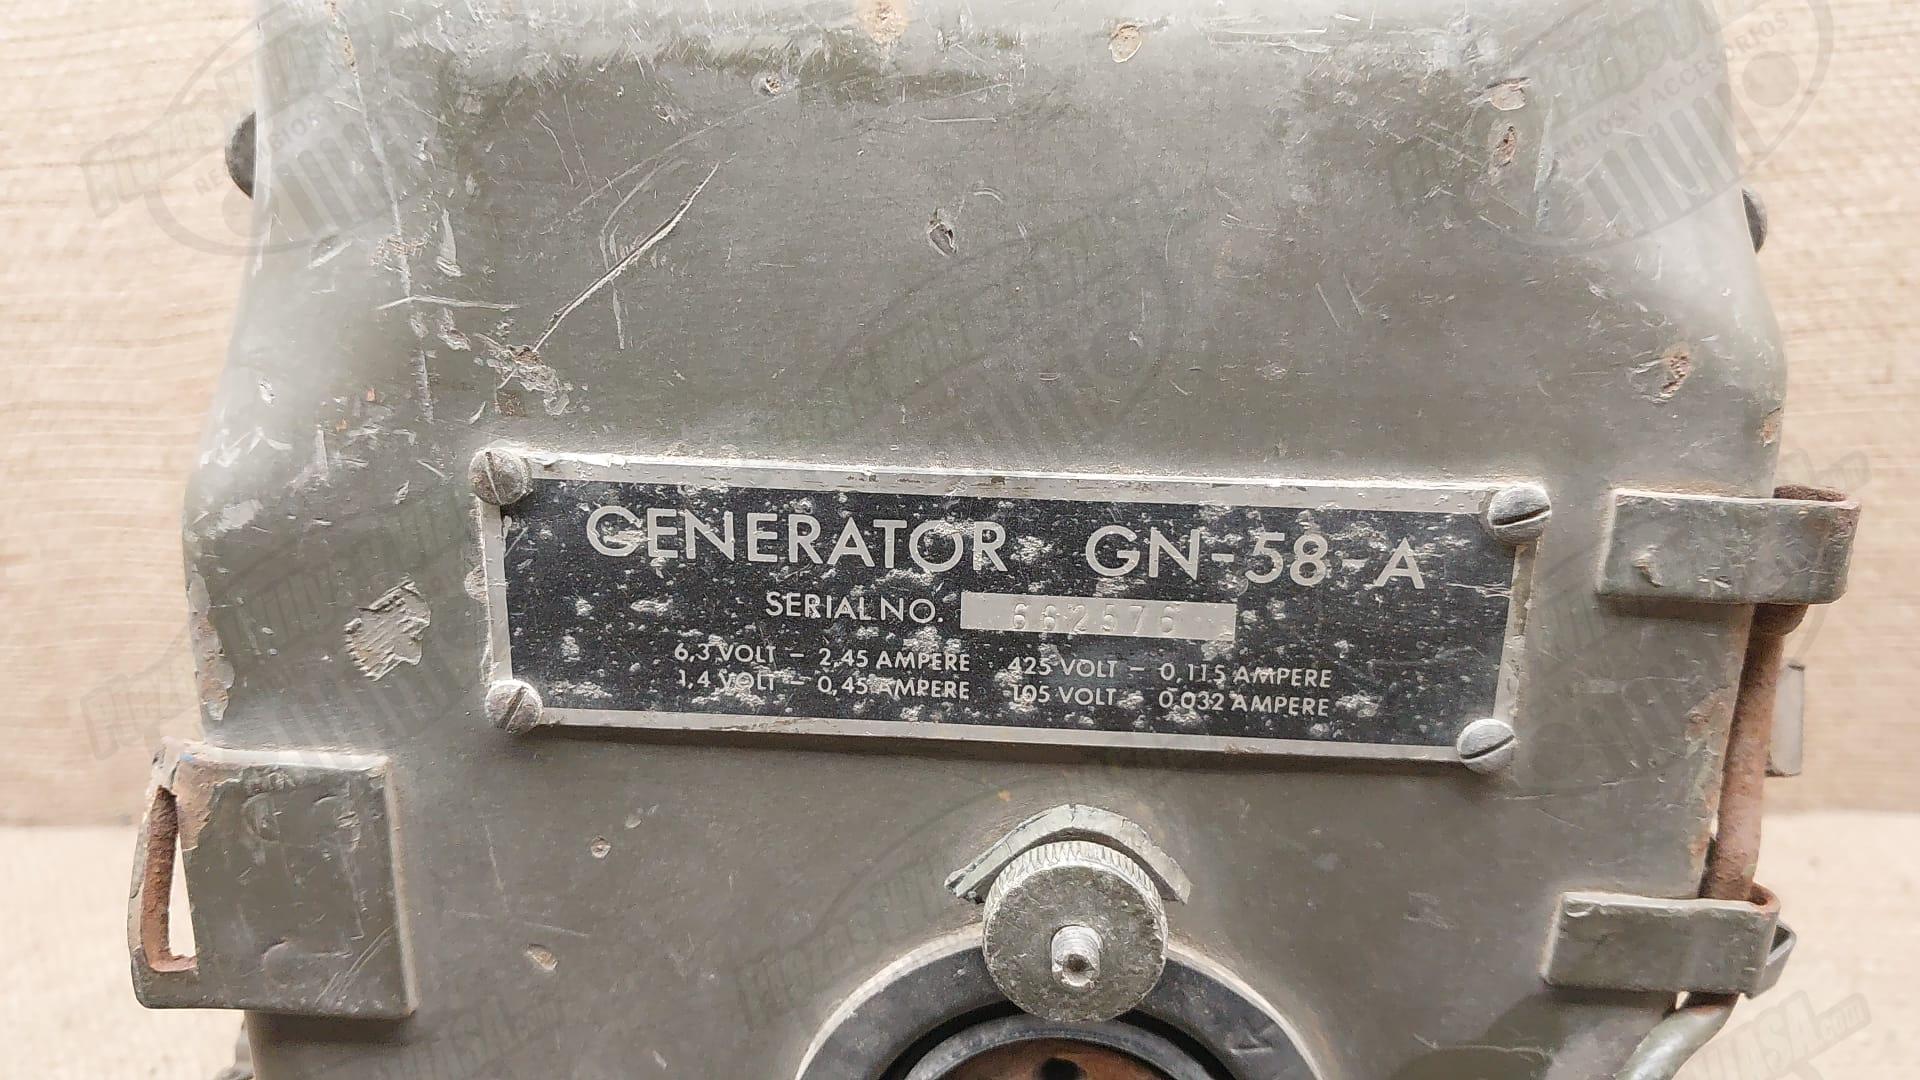 GENERATOR GN-58-A
SERIAL NO. 662576
6,3 VOLT – 2,45 AMPERE 425 VOLT – 0,115 AMPERE
1,4 VOLT – 0,45 AMPERE 105 VOLT – 0,032 AMPERE